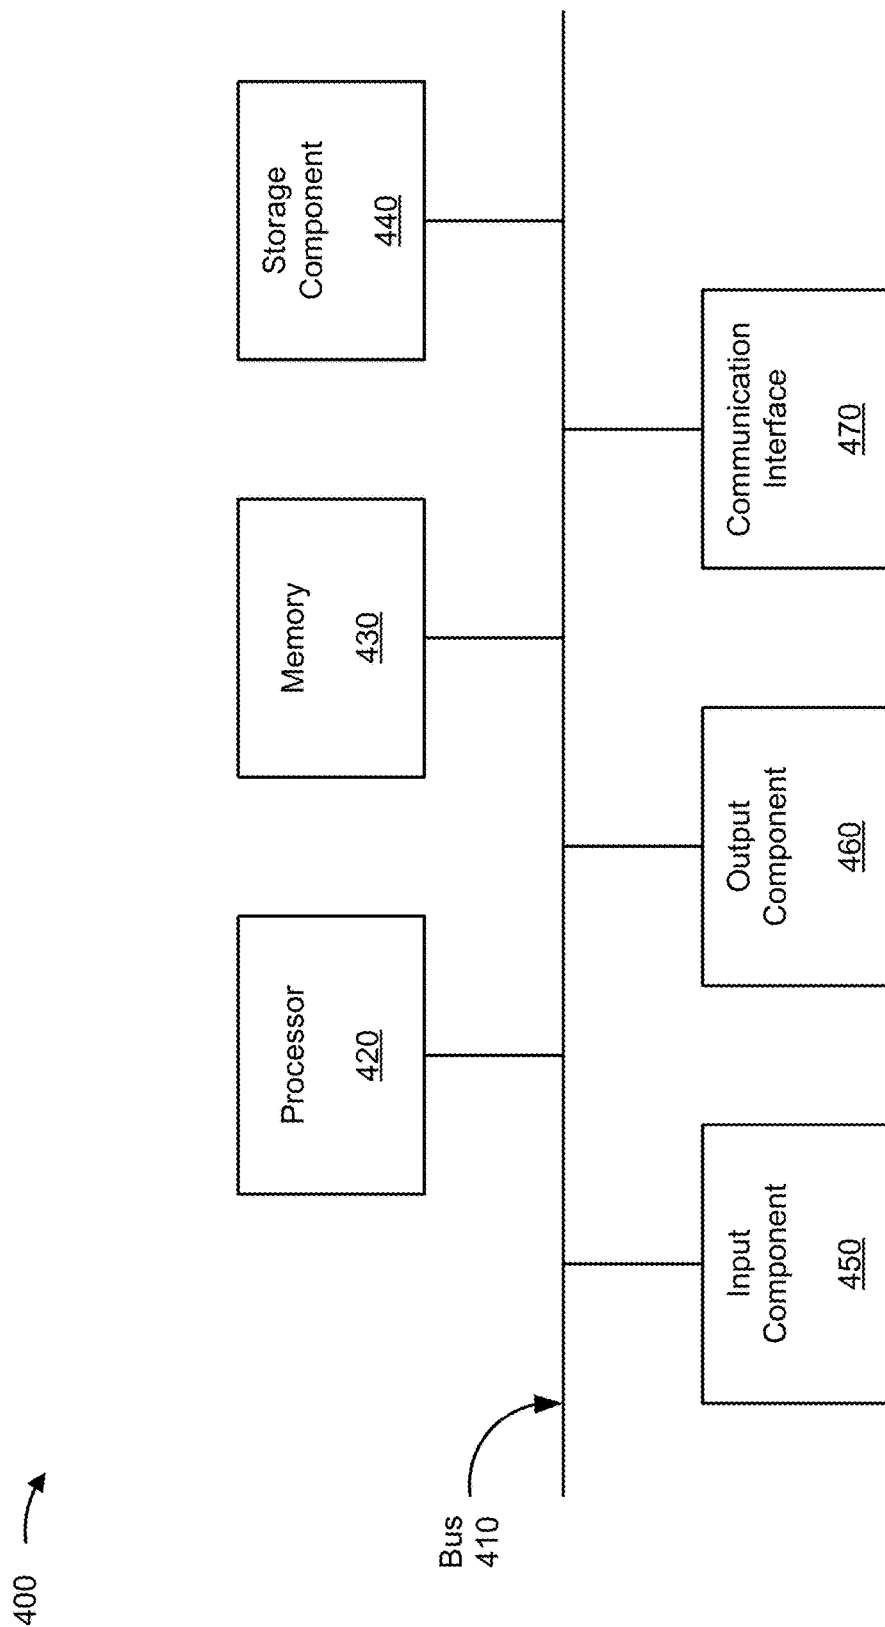 400
Bus
410
Processor
420
Memory
430
Storage
Component
440
Input
Component
450
Output
Component
460
Communication
Interface
470